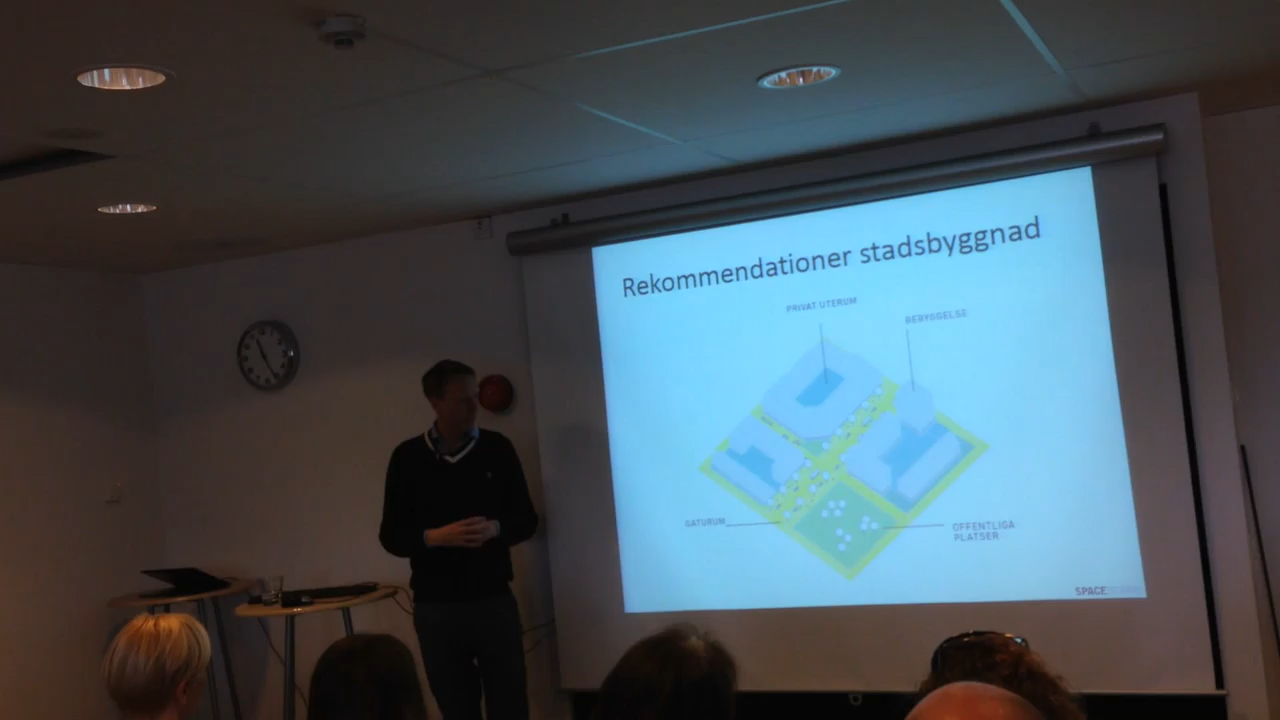 Rekommendationer stadsbyggnad
PRIVAT UTERUM
BEBYGGELSE
GATURUM
OFFENTLIGA
PLATSER
SPACE